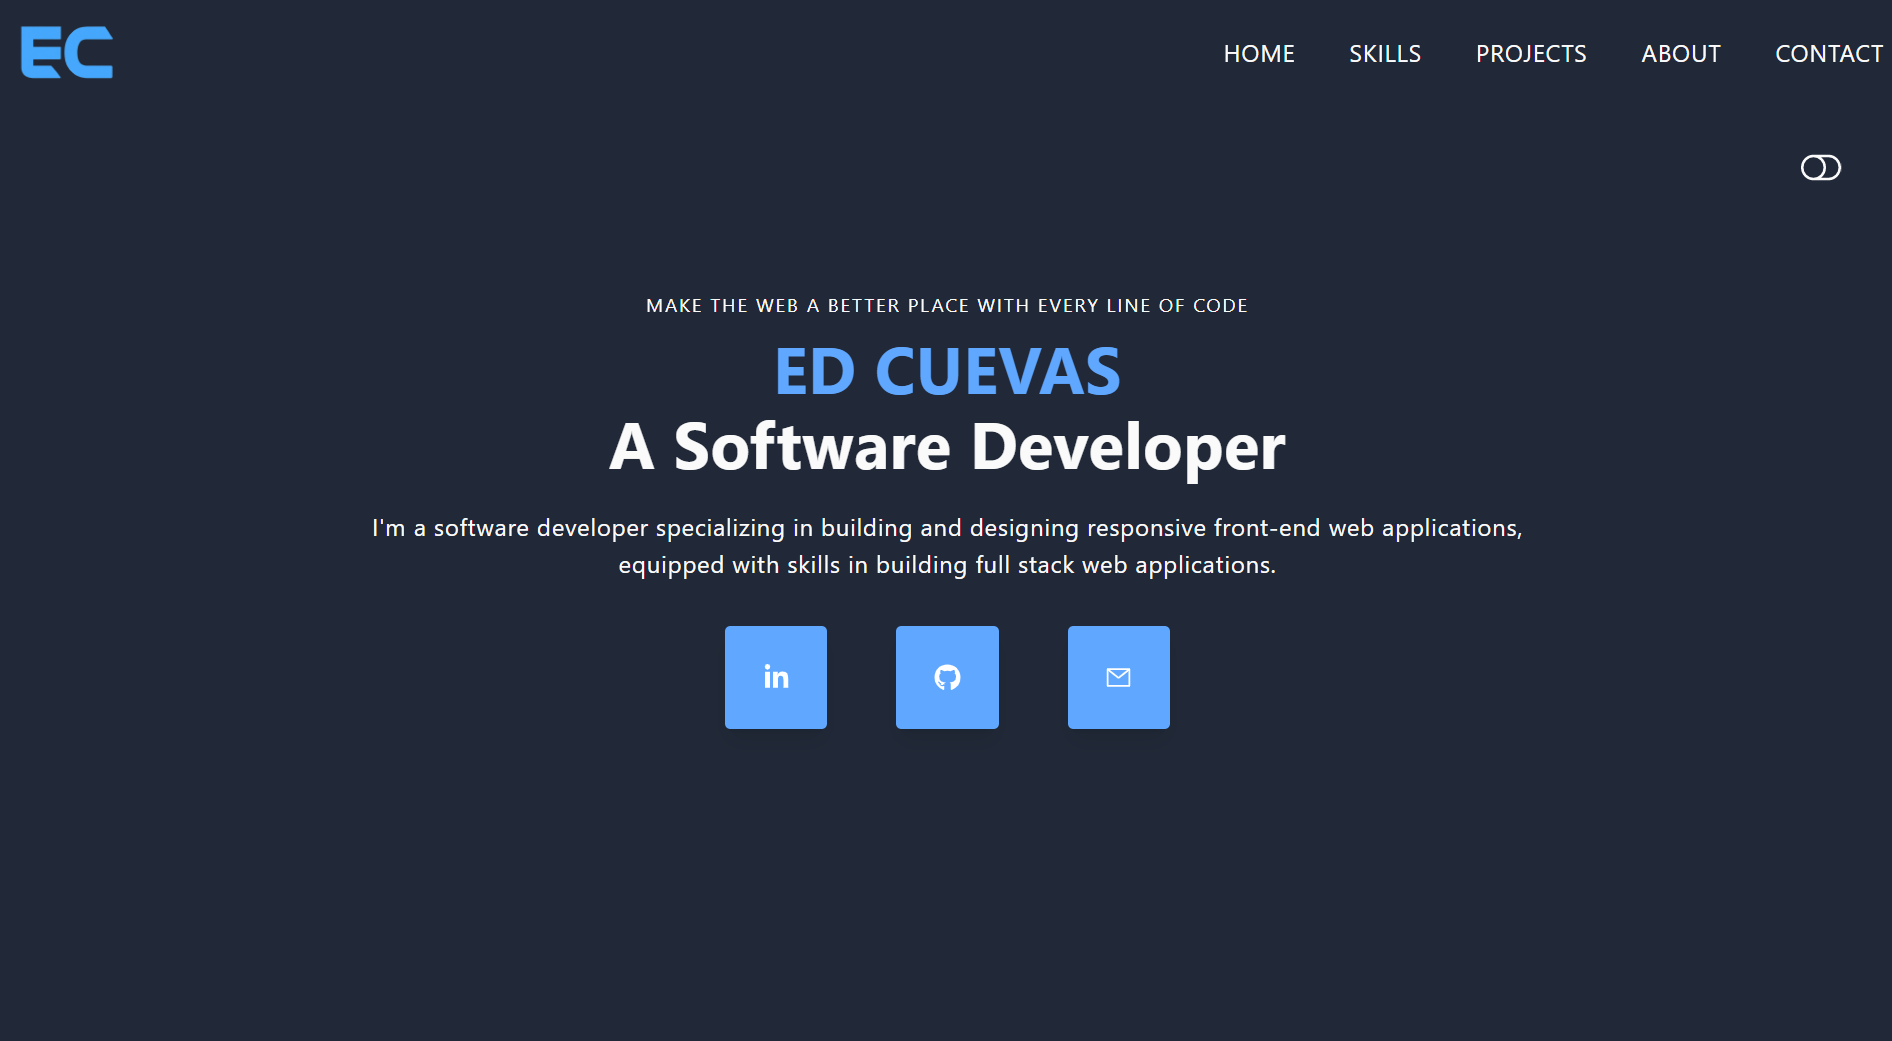 EC
HOME SKILLS PROJECTS ABOUT CONTACT
MAKE THE WEB A BETTER PLACE WITH EVERY LINE OF CODE
ED CUEVAS
A Software Developer
I'm a software developer specializing in building and designing responsive front-end web applications,
equipped with skills in building full stack web applications.
in